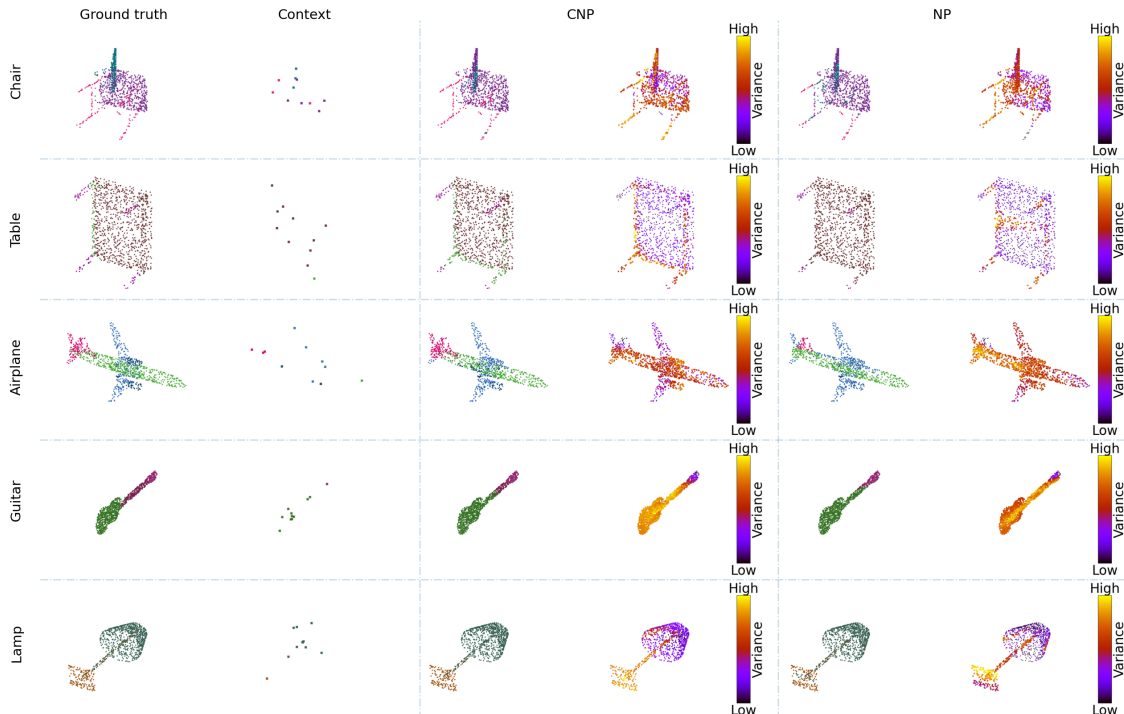 Ground truth Context CNP NP
Chair High Variance Low High Variance Low
Table High Variance Low High Variance Low
Airplane High Variance Low High Variance Low
Guitar High Variance Low High Variance Low
Lamp High Variance Low High Variance Low